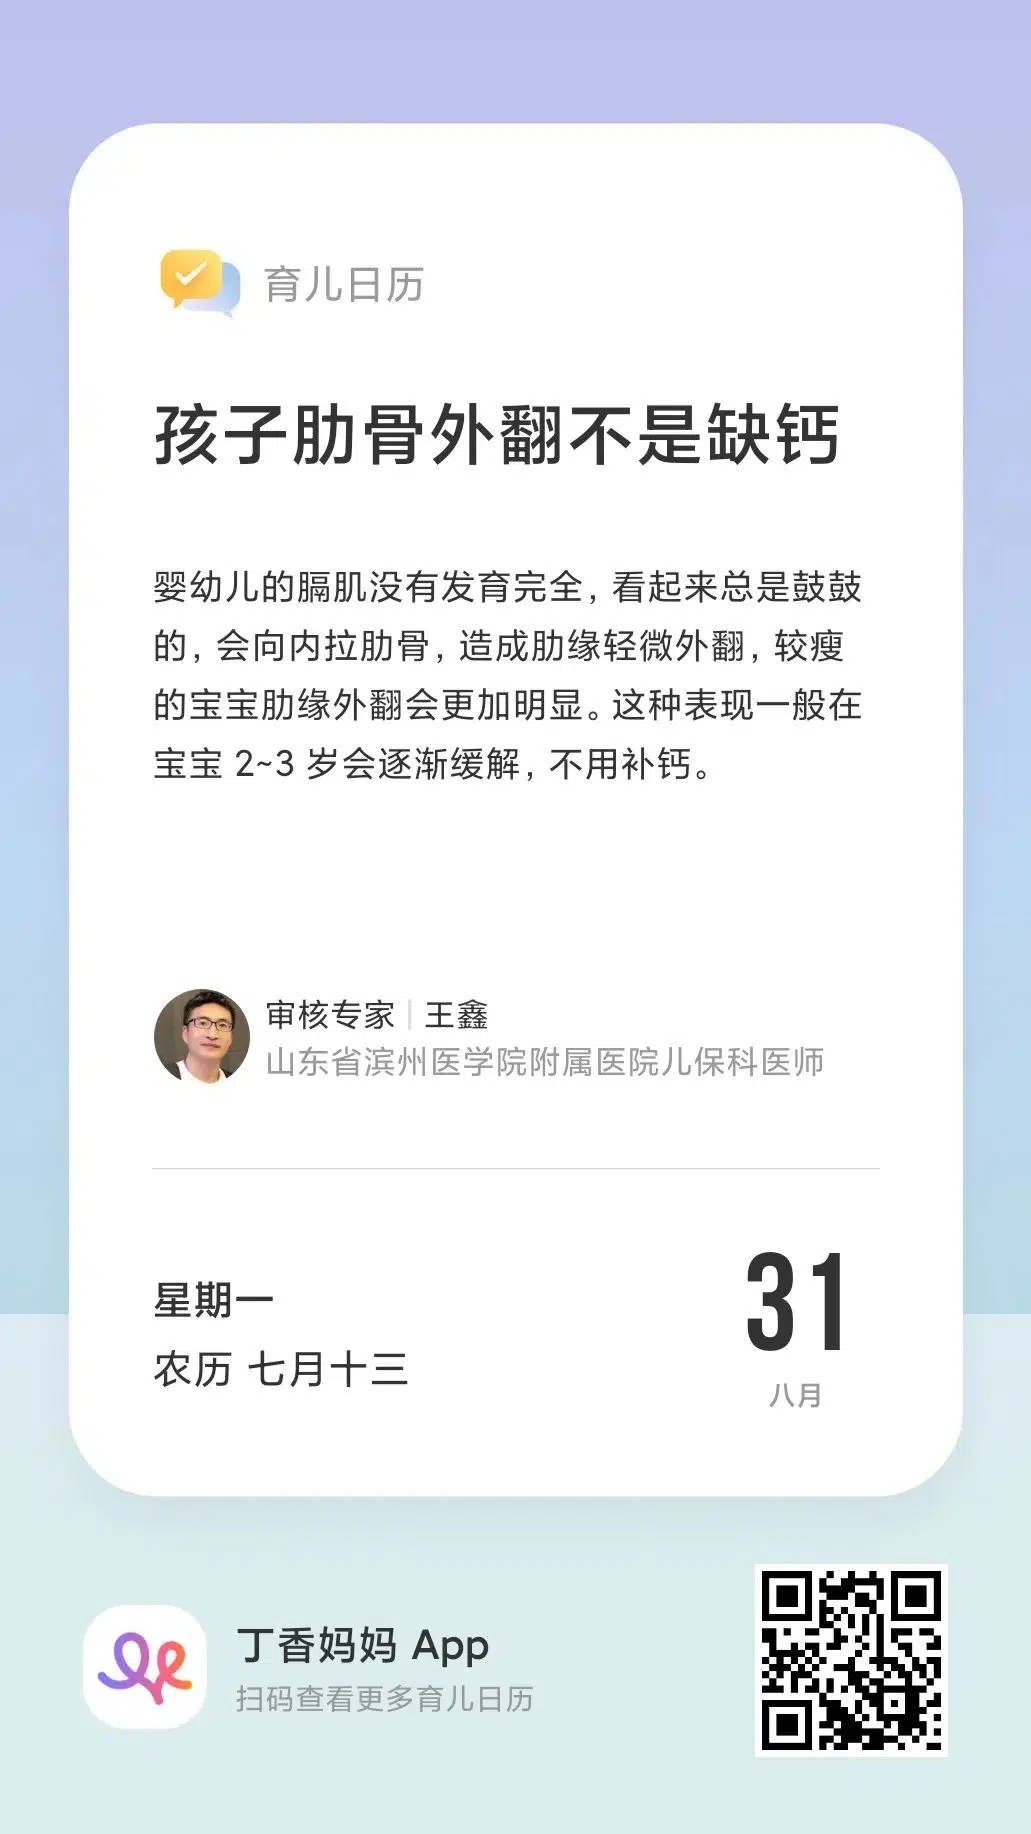 育儿日历
孩子肋骨外翻不是缺钙
婴幼儿的膈肌没有发育完全，看起来总是鼓鼓
的，会向内拉肋骨，造成肋缘轻微外翻，较瘦
的宝宝肋缘外翻会更加明显。这种表现一般在
宝宝 2~3 岁会逐渐缓解，不用补钙。
审核专家 | 王鑫
山东省滨州医学院附属医院儿保科医师
星期一
农历 七月十三
31
八月
丁香妈妈 App
扫码查看更多育儿日历